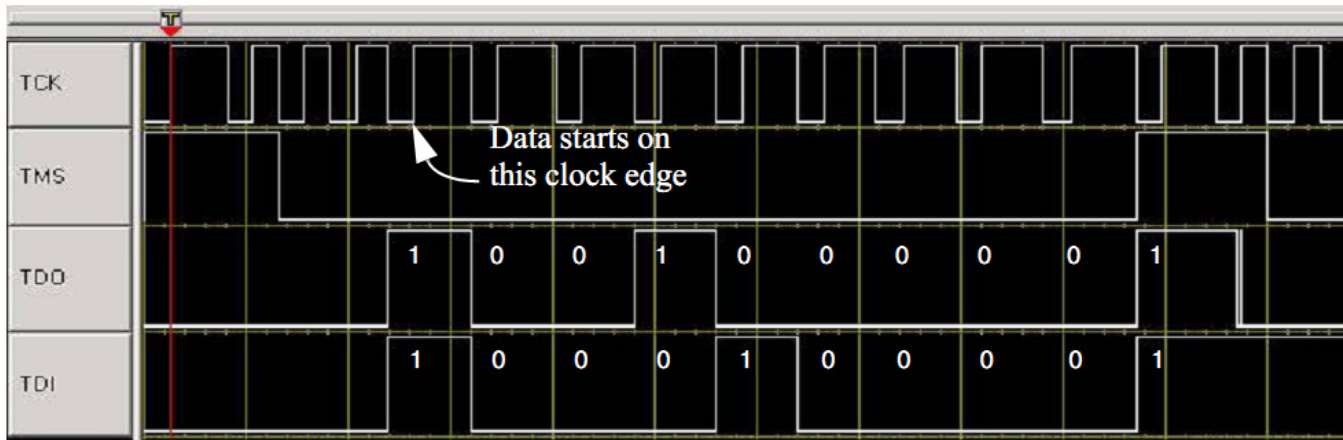 T
TCK
Data starts on
this clock edge
TMS
TDO
1 0 0 1 0 0 0 0 0 1
TDI
1 0 0 0 1 0 0 0 0 1